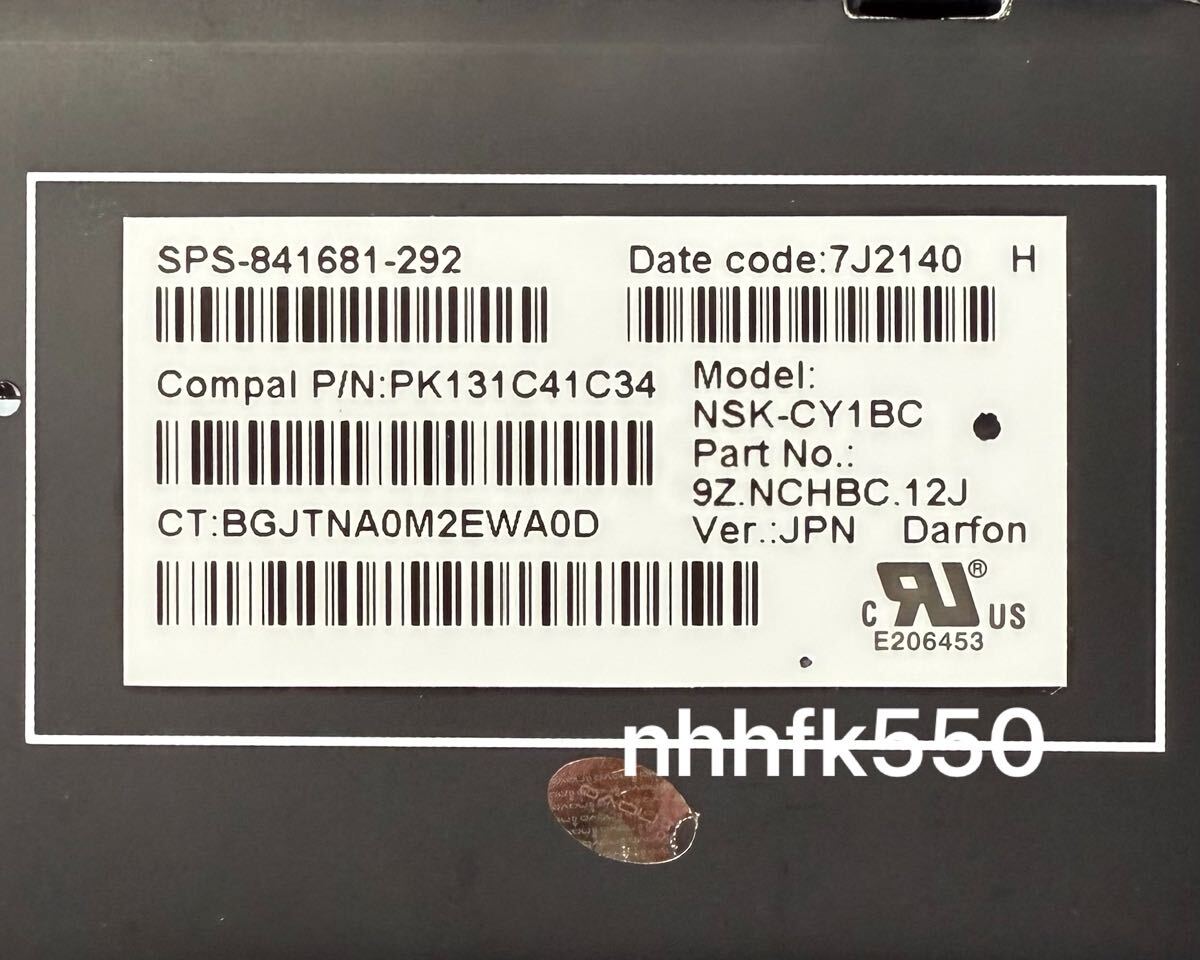 SPS-841681-292
Date code:7J2140 H
Compal P/N:PK131C41C34
CT:BGJTNA0M2EWA0D
Model:
NSK-CY1BC
Part No.:
9Z.NCHBC.12J
Ver.:JPN Darfon
C RU® US
E206453
nhhfk550